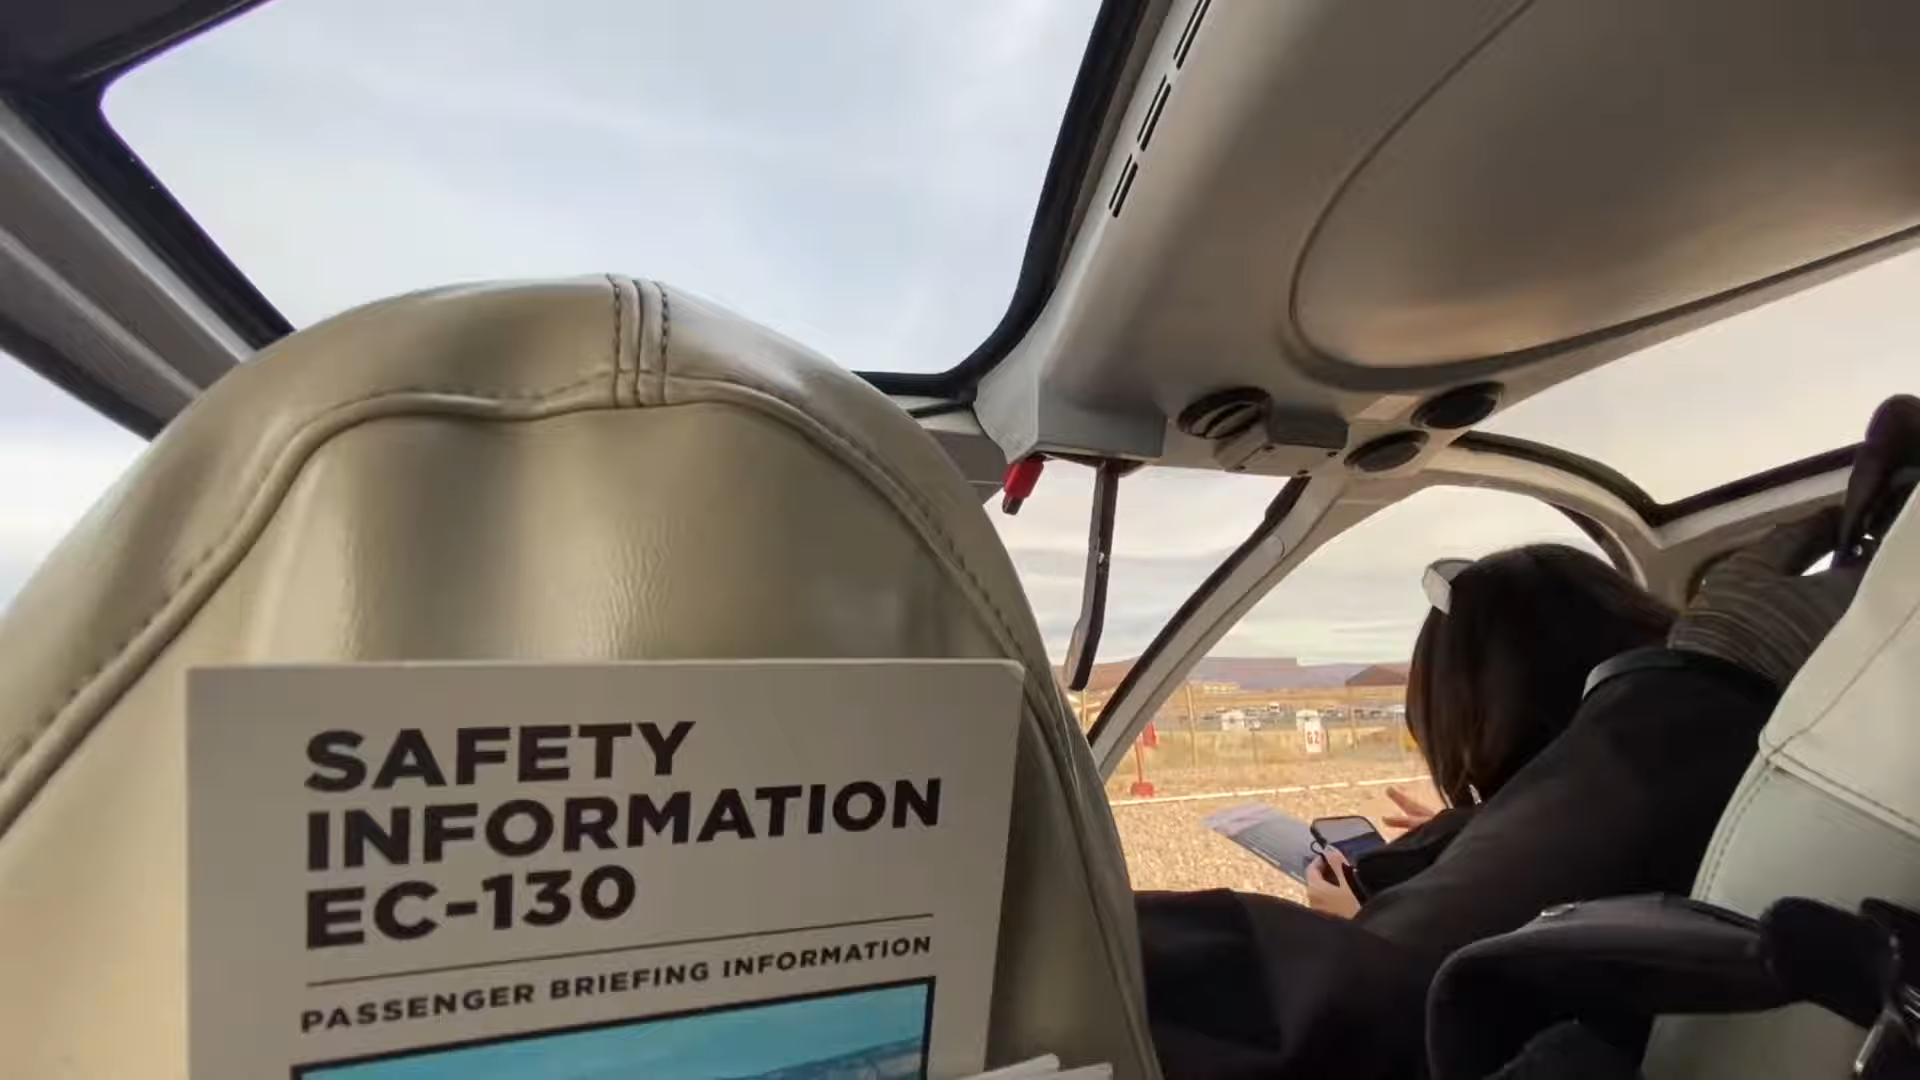 SAFETY
INFORMATION
EC-130
PASSENGER BRIEFING INFORMATION